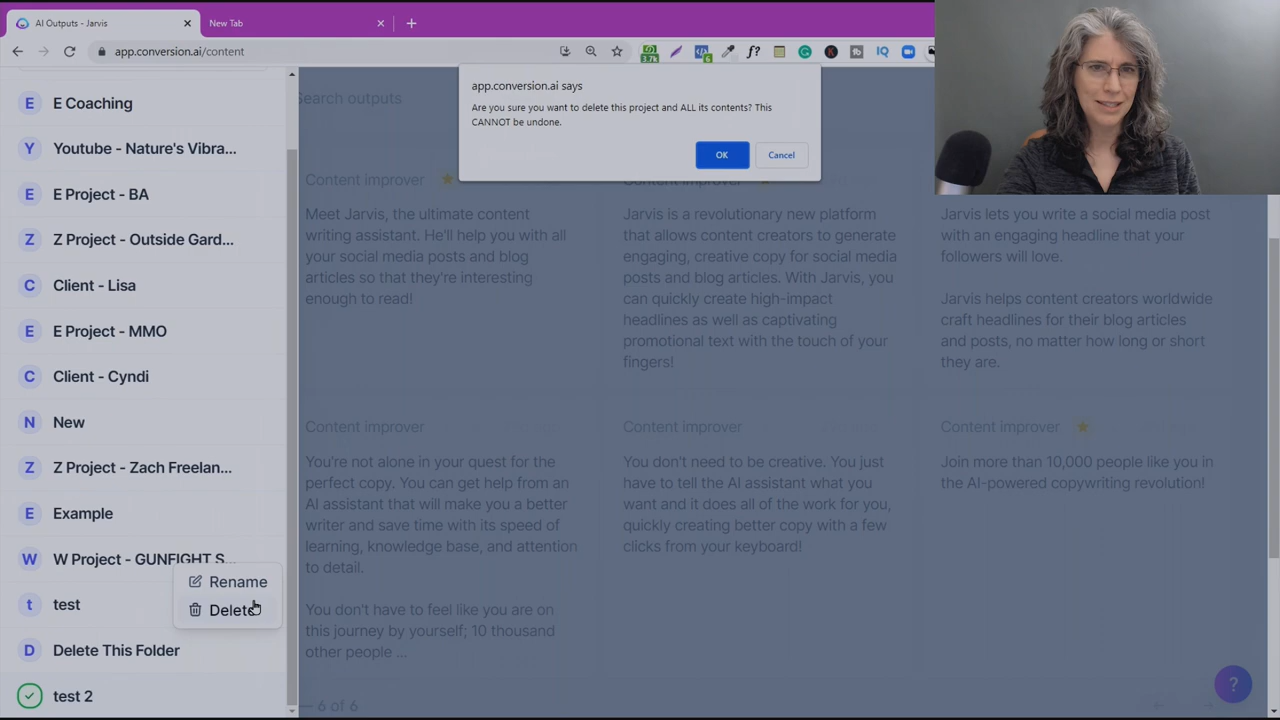 AI Outputs - Jarvis
New Tab
app.conversion.ai/content
3.7k
6
f?
K
tb
IQ
app.conversion.ai says
Are you sure you want to delete this project and ALL its contents? This
CANNOT be undone.
OK
Cancel
E
E Coaching
Y
Youtube - Nature's Vibra...
E
E Project - BA
Z
Z Project - Outside Gard...
C
Client - Lisa
E
E Project - MMO
C
Client - Cyndi
N
New
Z
Z Project - Zach Freelan...
E
Example
W
W Project - GUNFIGHT S...
t
test
Rename
Delete
D
Delete This Folder
test 2
Search outputs
Content improver
Meet Jarvis, the ultimate content
writing assistant. He'll help you with all
your social media posts and blog
articles so that they're interesting
enough to read!
Content improver
Jarvis is a revolutionary new platform
that allows content creators to generate
engaging, creative copy for social media
posts and blog articles. With Jarvis, you
can quickly create high-impact
headlines as well as captivating
promotional text with the touch of your
fingers!
Jarvis lets you write a social media post
with an engaging headline that your
followers will love.
Jarvis helps content creators worldwide
craft headlines for their blog articles
and posts, no matter how long or short
they are.
Content improver
You're not alone in your quest for the
perfect copy. You can get help from an
AI assistant that will make you a better
writer and save time with its speed of
learning, knowledge base, and attention
to detail.
You don't have to feel like you are on
this journey by yourself; 10 thousand
other people ...
Content improver
You don't need to be creative. You just
have to tell the AI assistant what you
want and it does all of the work for you,
quickly creating better copy with a few
clicks from your keyboard!
Content improver
Join more than 10,000 people like you in
the AI-powered copywriting revolution!
— 6 of 6
?